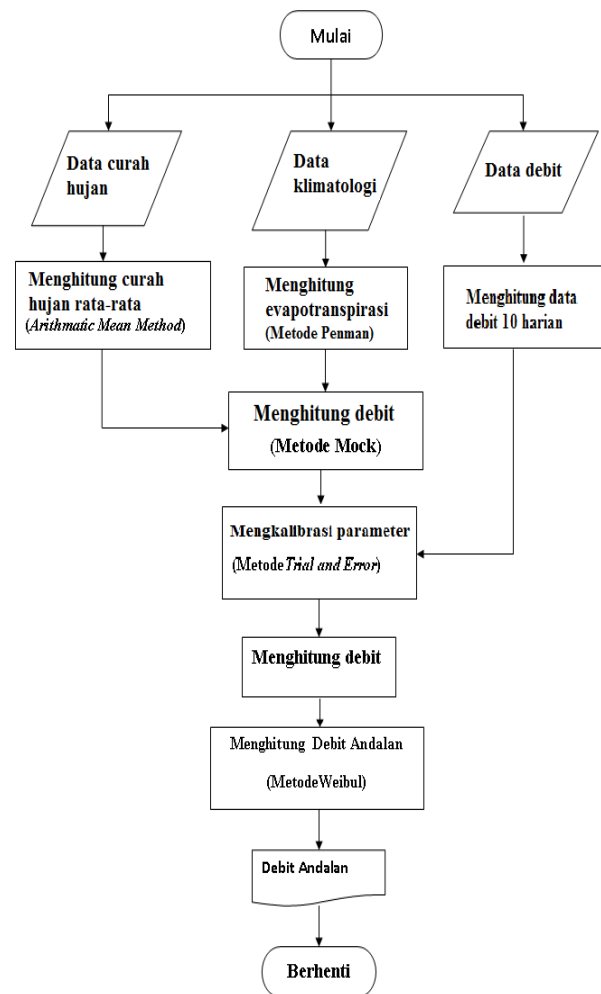 Mulai
Data curah
hujan
Data
klimatologi
Data debit
Menghitung curah
hujan rata-rata
(Arithmatic Mean Method)
Menghitung
evapotranspirasi
(Metode Penman)
Menghitung data
debit 10 harian
Menghitung debit
(Metode Mock)
Mengkalibrasi parameter
(Metode Trial and Error)
Menghitung debit
Menghitung Debit Andalan
(MetodeWeibul)
Debit Andalan
Berhenti